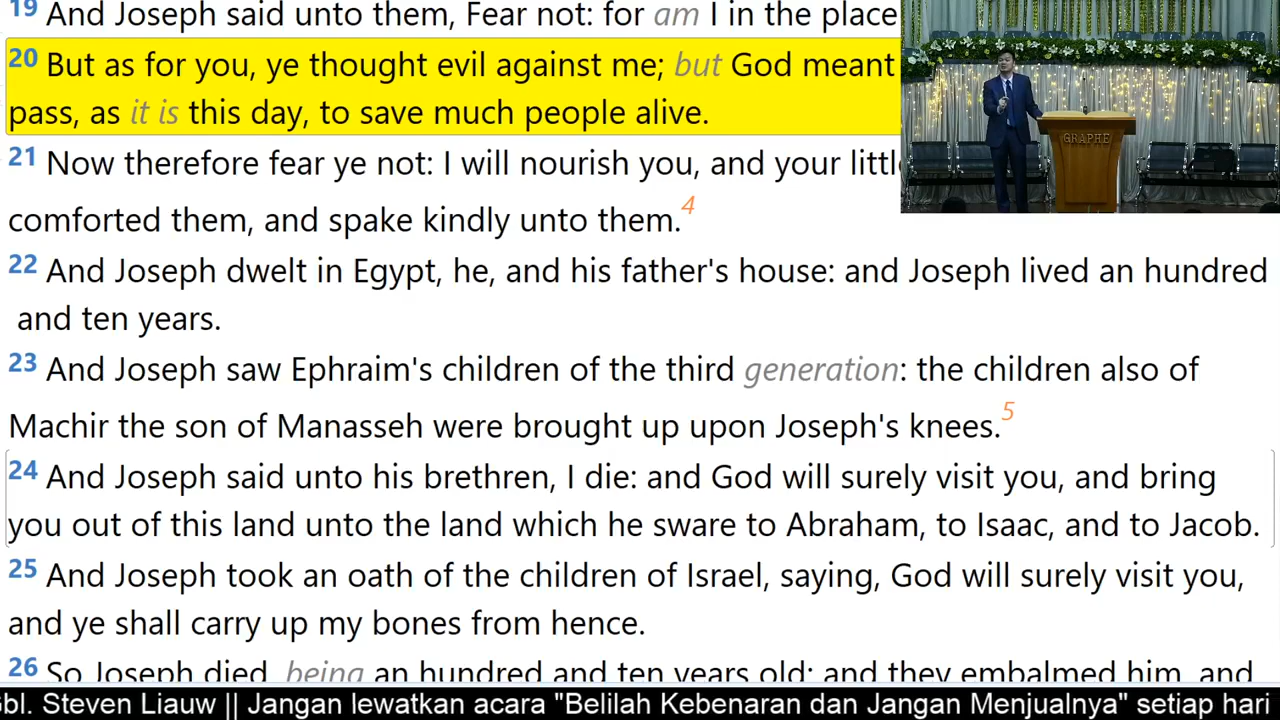 19 And Joseph said unto them, Fear not: for am I in the place
20 But as for you, ye thought evil against me; but God meant
pass, as it is this day, to save much people alive.
21 Now therefore fear ye not: I will nourish you, and your
comforted them, and spake kindly unto them.4
22 And Joseph dwelt in Egypt, he, and his father's house: and Joseph lived an hundred
and ten years.
23 And Joseph saw Ephraim's children of the third generation: the children also of
Machir the son of Manasseh were brought up upon Joseph's knees.5
24 And Joseph said unto his brethren, I die: and God will surely visit you, and bring
you out of this land unto the land which he sware to Abraham, to Isaac, and to Jacob.
25 And Joseph took an oath of the children of Israel, saying, God will surely visit you,
and ye shall carry up my bones from hence.
26 So Joseph died, being an hundred and ten years old: and they embalmed him, and
GRAPHE
Gbl. Steven Liauw || Jangan lewatkan acara "Belilah Kebenaran dan Jangan Menjualnya" setiap hari